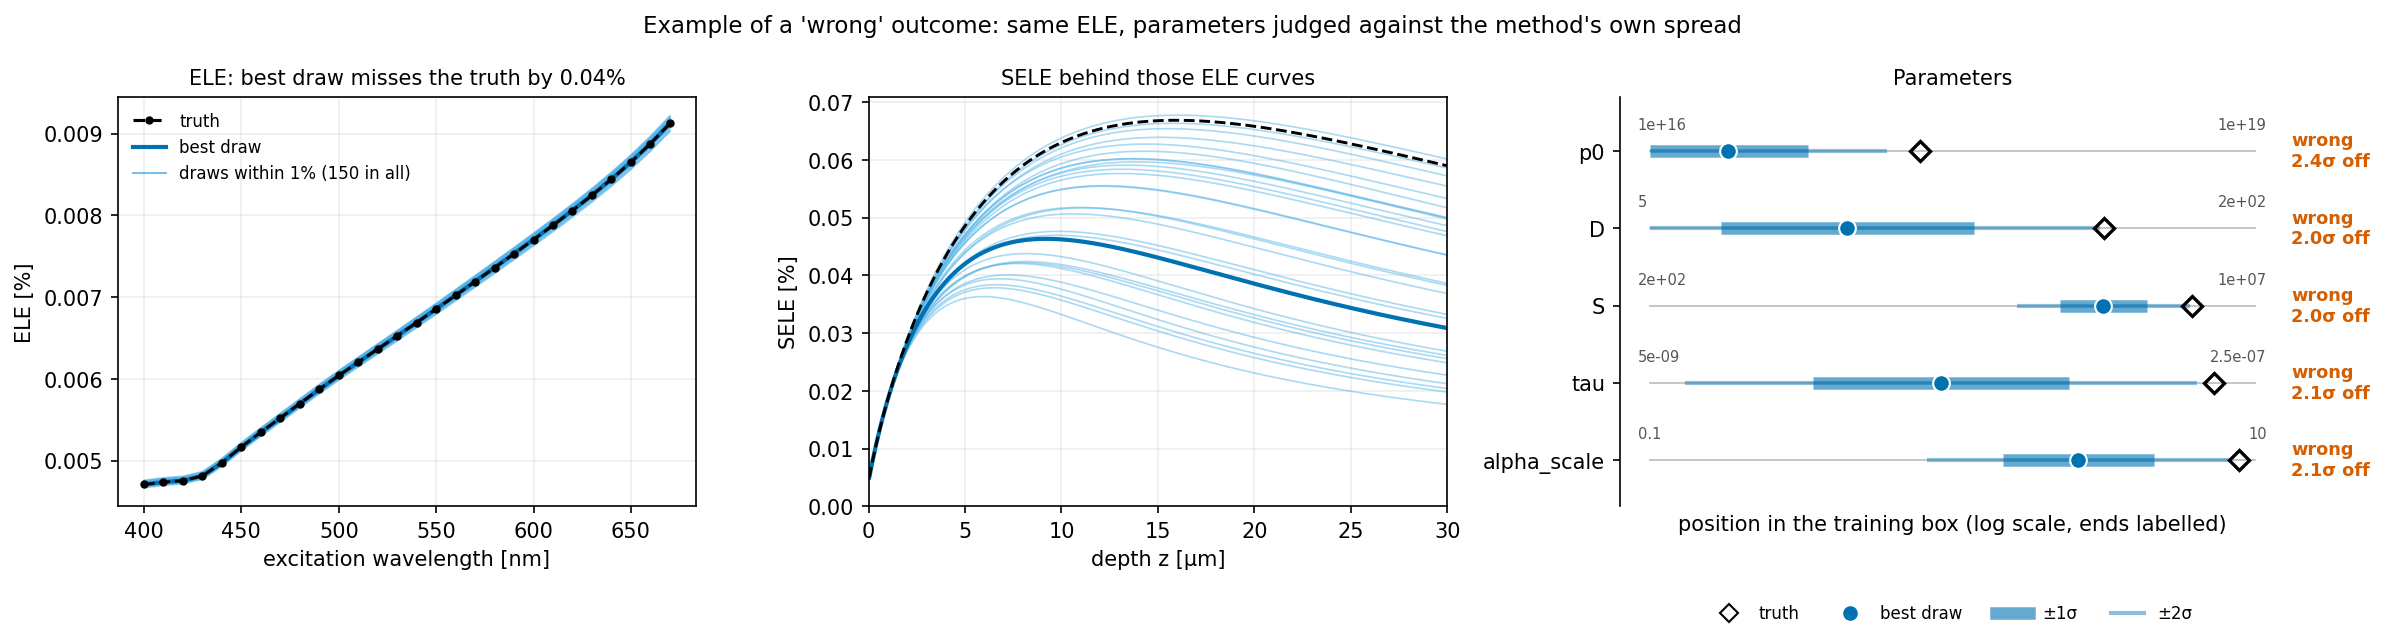 Example of a 'wrong' outcome: same ELE, parameters judged against the method's own spread
ELE: best draw misses the truth by 0.04%
truth
best draw
draws within 1% (150 in all)
ELE [%]
0.009
0.008
0.007
0.006
0.005
400
450
500
550
600
650
excitation wavelength [nm]
SELE behind those ELE curves
SELE [%]
0.07
0.06
0.05
0.04
0.03
0.02
0.01
0.00
0
5
10
15
20
25
30
depth z [µm]
Parameters
p0
1e+16
1e+19
wrong
2.4σ off
D
5
2e+02
wrong
2.0σ off
S
2e+02
1e+07
wrong
2.0σ off
tau
5e-09
2.5e-07
wrong
2.1σ off
alpha_scale
0.1
10
wrong
2.1σ off
position in the training box (log scale, ends labelled)
truth
best draw
±1σ
±2σ